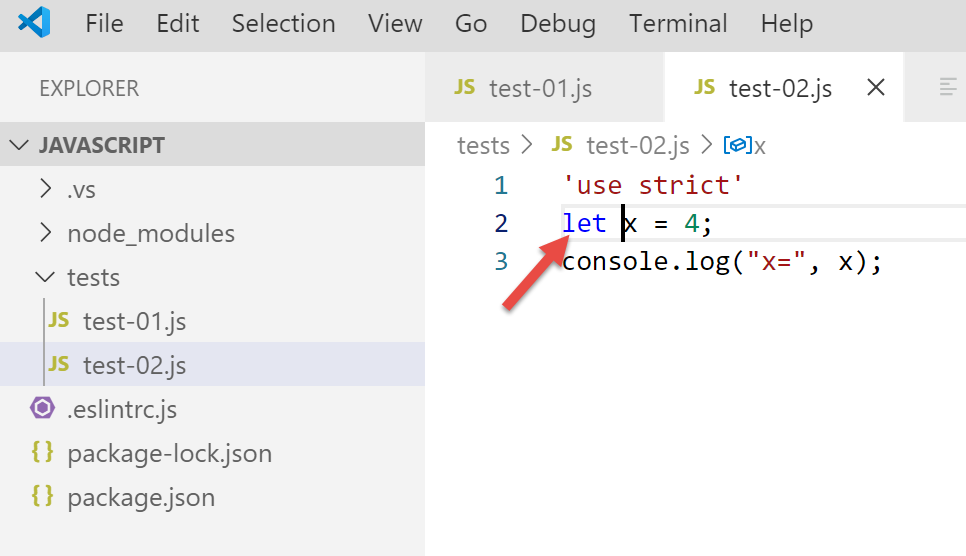 File Edit Selection View Go Debug Terminal Help
EXPLORER
JAVASCRIPT
.vs
node_modules
tests
JS test-01.js
JS test-02.js
.eslintrc.js
{} package-lock.json
{} package.json
JS test-01.js JS test-02.js
tests > JS test-02.js > x
1 'use strict'
2 let x = 4;
3 console.log("x=", x);